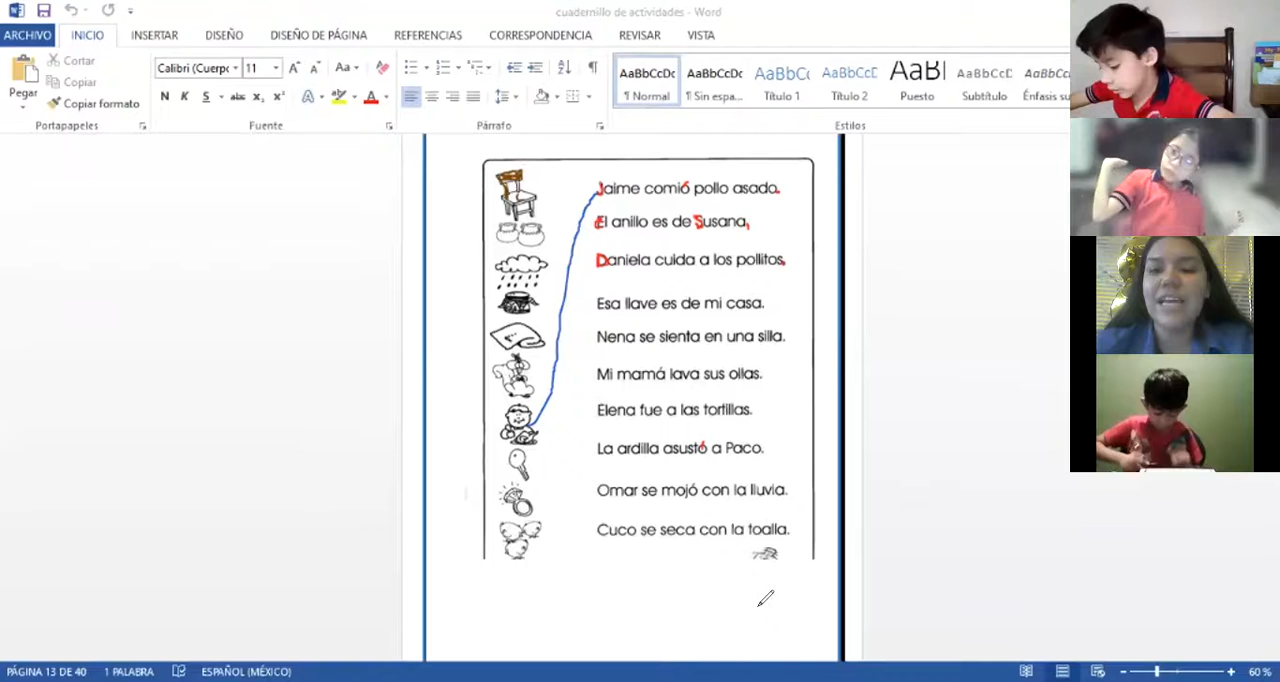 cuadernillo de actividades - Word
ARCHIVO INICIO INSERTAR DISEÑO DISEÑO DE PÁGINA REFERENCIAS CORRESPONDENCIA REVISAR VISTA
Pegar
Cortar
Copiar
Copiar formato
Calibri (Cuerpo 11
N K S abc x₂ x² A A
AaBbCcDc AaBbCcDc AaBbCc AaBbCcD AaBl AaBbCcD AaBbCcDc
¶ Normal ¶ Sin espa... Título 1 Título 2 Puesto Subtítulo Énfasis su
Portapapeles Fuente Párrafo Estilos
Jaime comió pollo asado.
El anillo es de Susana,
Daniela cuida a los pollitos.
Esa llave es de mi casa.
Nena se sienta en una silla.
Mi mamá lava sus ollas.
Elena fue a las tortillas.
La ardilla asustó a Paco.
Omar se mojó con la lluvia.
Cuco se seca con la toalla.
PÁGINA 13 DE 40 1 PALABRA ESPAÑOL (MÉXICO) 60 %